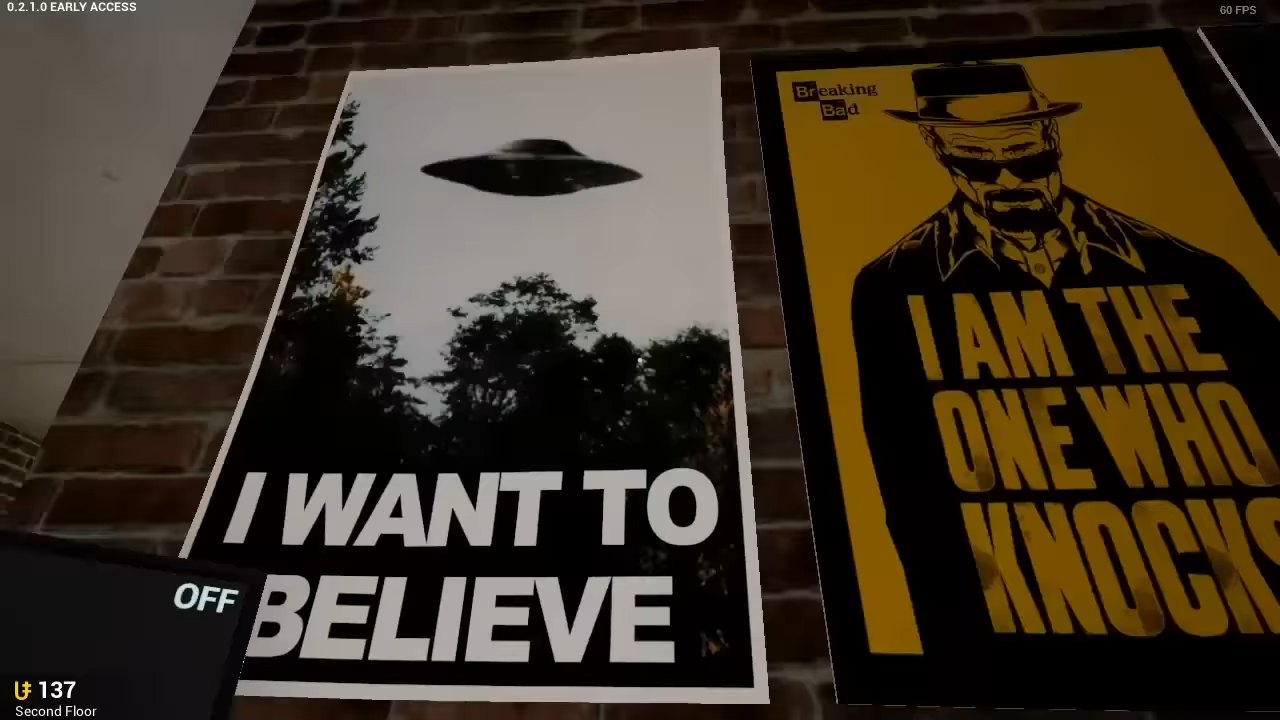 0.2.1.0 EARLY ACCESS
60 FPS
I WANT TO
BELIEVE
Breaking
Bad
I AM THE
ONE WHO
KNOCKS
OFF
137
Second Floor